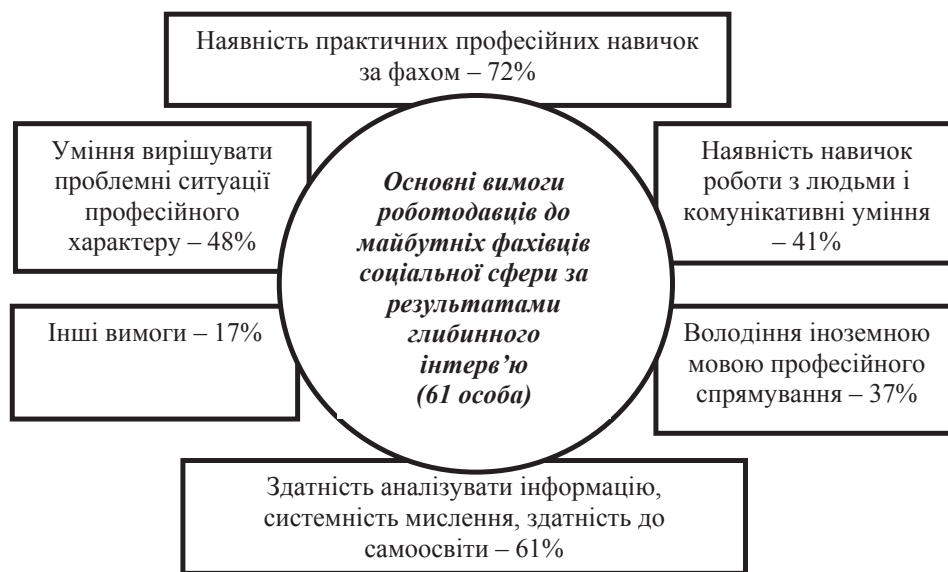 Наявність практичних професійних навичок
за фахом – 72%
Уміння вирішувати
проблемні ситуації
професійного
характеру – 48%
Основні вимоги
роботодавців до
майбутніх фахівців
соціальної сфери за
результатами
глибинного
інтерв’ю
(61 особа)
Наявність навичок
роботи з людьми і
комунікативні уміння
– 41%
Інші вимоги – 17%
Володіння іноземною
мовою професійного
спрямування – 37%
Здатність аналізувати інформацію,
системність мислення, здатність до
самоосвіти – 61%